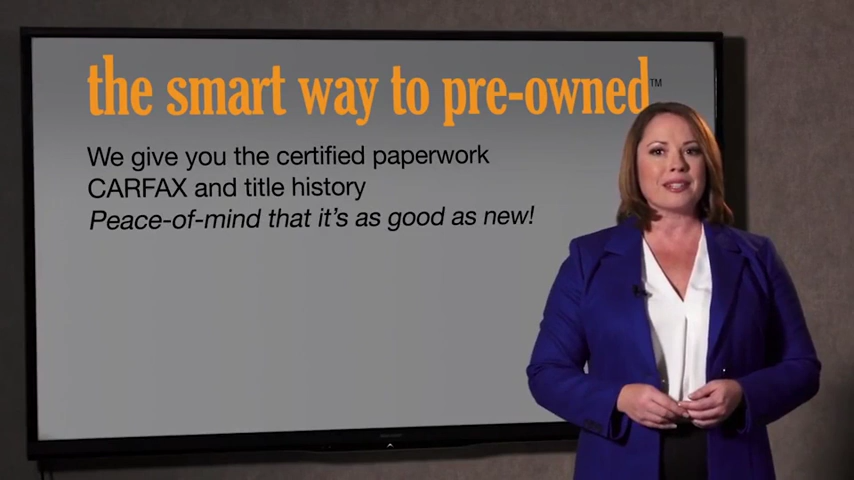 the smart way to pre-owned™
We give you the certified paperwork
CARFAX and title history
Peace-of-mind that it's as good as new!